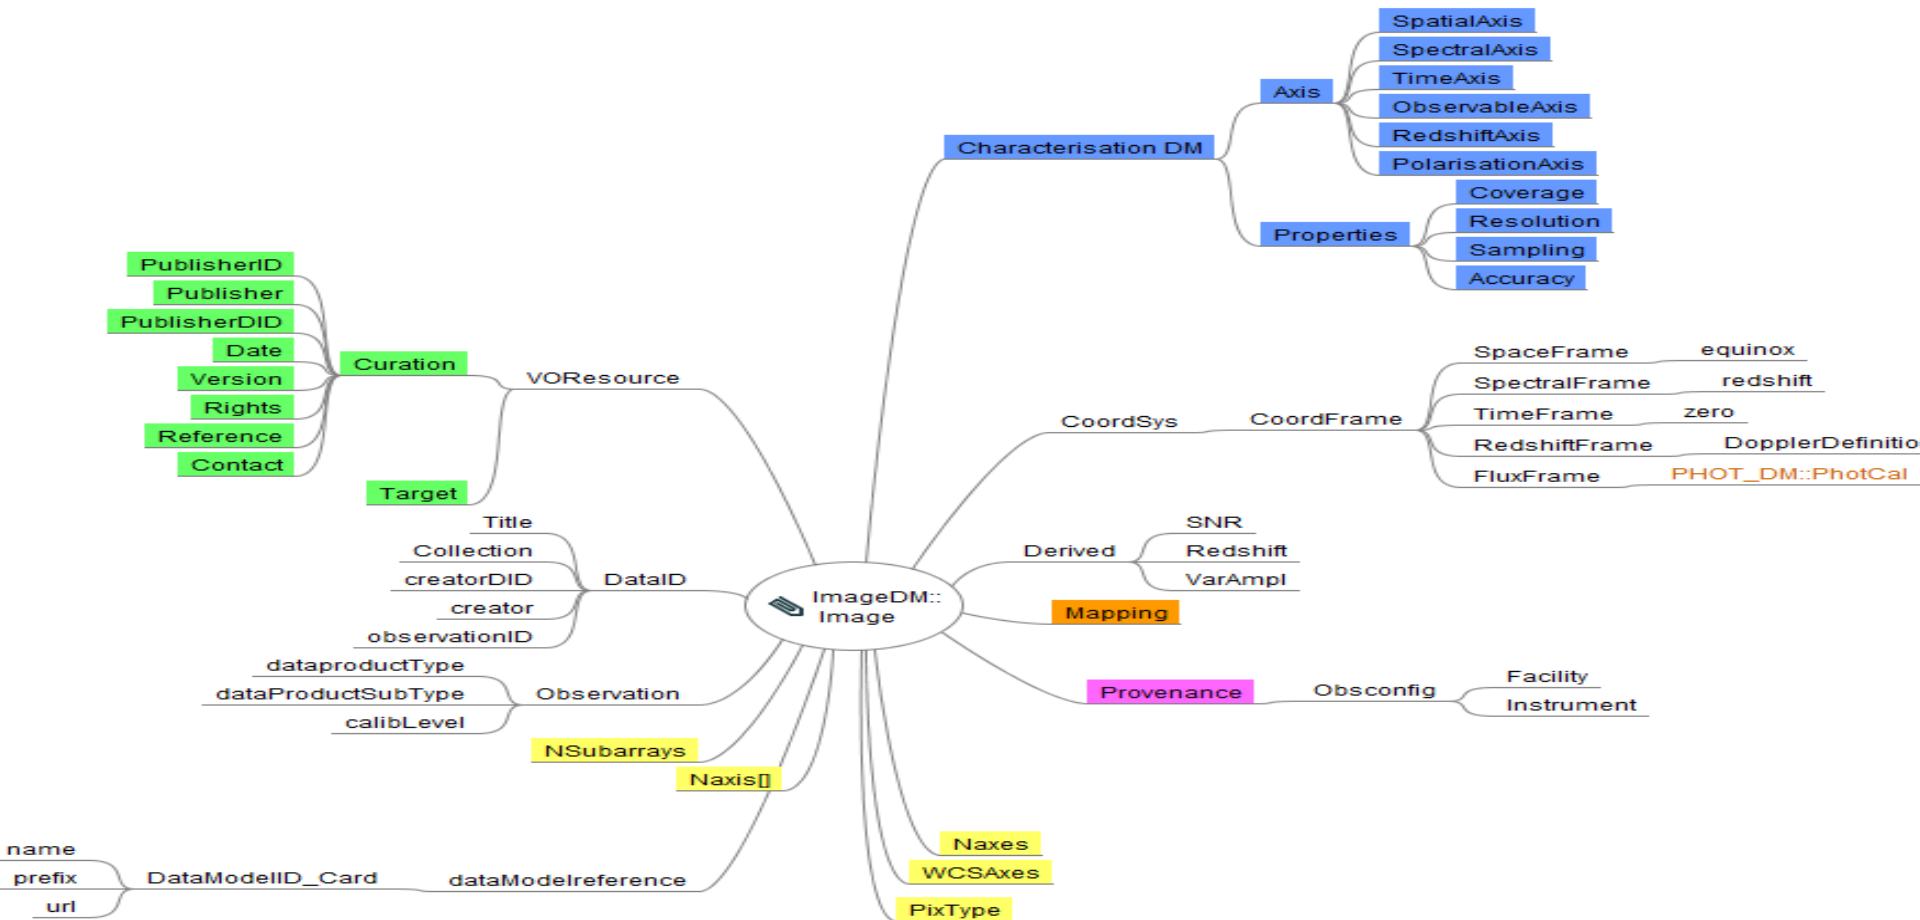 SpatialAxis
SpectralAxis
TimeAxis
Axis
ObservableAxis
RedshiftAxis
Characterisation DM
PolarisationAxis
Coverage
Resolution
Properties
Sampling
Accuracy
PublisherID
Publisher
PublisherDID
Date
Curation
Version
Rights
Reference
Contact
VOResource
Target
SpaceFrame
equinox
SpectralFrame
redshift
CoordSys
CoordFrame
TimeFrame
zero
RedshiftFrame
DopplerDefinitio
FluxFrame
PHOT_DM::PhotCal
Title
Collection
creatorDID
DataID
creator
observationID
SNR
Derived
Redshift
VarAmpl
ImageDM::
Image
Mapping
dataproductType
dataProductSubType
Observation
calibLevel
Provenance
Obsconfig
Facility
Instrument
NSubarrays
Naxis[]
name
prefix
DataModelID_Card
dataModelreference
url
Naxes
WCSAxes
PixType